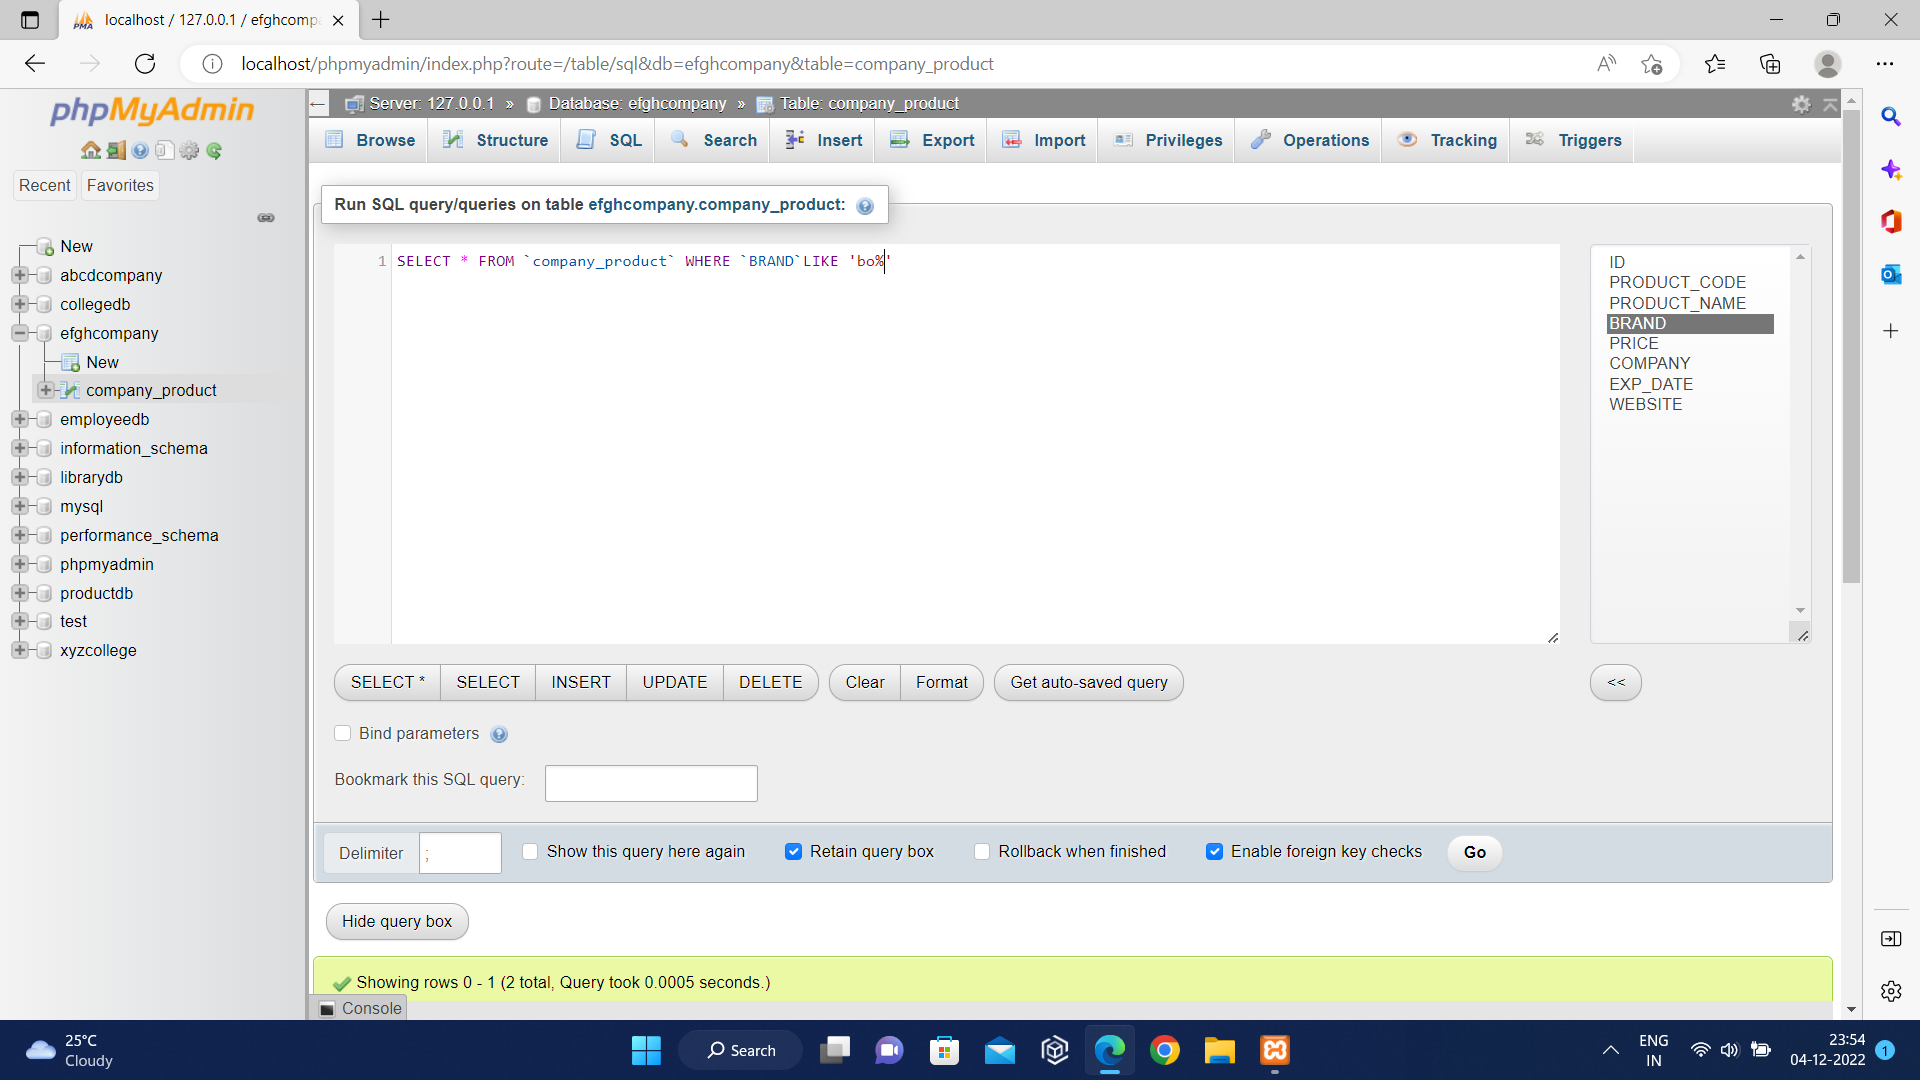 localhost / 127.0.0.1 / efghcomp
localhost/phpmyadmin/index.php?route=/table/sql&db=efghcompany&table=company_product
phpMyAdmin
Recent
Favorites
New
abcdcompany
collegedb
efghcompany
New
company_product
employeedb
information_schema
librarydb
mysql
performance_schema
phpmyadmin
productdb
test
xyzcollege
Server: 127.0.0.1 » Database: efghcompany » Table: company_product
Browse Structure SQL Search Insert Export Import Privileges Operations Tracking Triggers
Run SQL query/queries on table efghcompany.company_product:
1 SELECT * FROM `company_product` WHERE `BRAND`LIKE 'bo%'
ID
PRODUCT_CODE
PRODUCT_NAME
BRAND
PRICE
COMPANY
EXP_DATE
WEBSITE
SELECT * SELECT INSERT UPDATE DELETE Clear Format Get auto-saved query <<
Bind parameters
Bookmark this SQL query:
Delimiter ; Show this query here again Retain query box Rollback when finished Enable foreign key checks Go
Hide query box
Showing rows 0 - 1 (2 total, Query took 0.0005 seconds.)
Console
25°C
Cloudy
Search
ENG
IN
23:54
04-12-2022
1